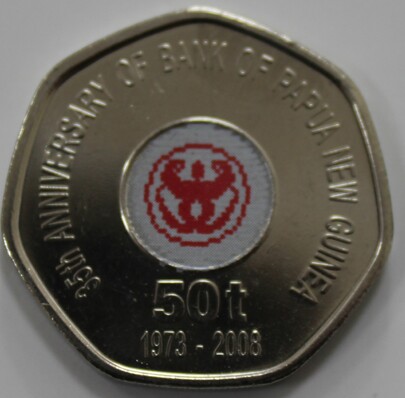 35th ANNIVERSARY OF BANK OF PAPUA NEW GUINEA
50t
1973 - 2008